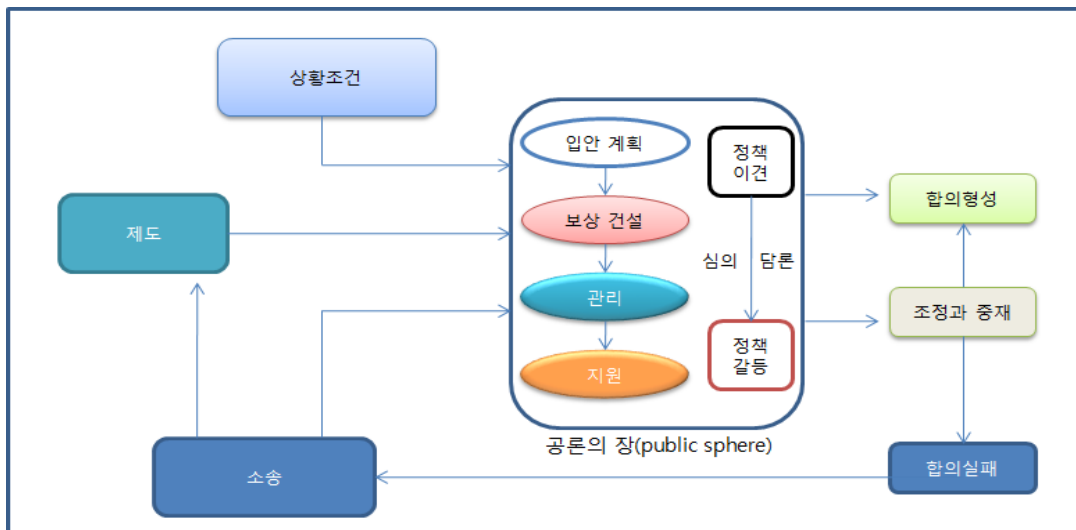 상황조건
입안 계획
정책
이견
합의형성
제도
보상 건설
심의 담론
관리
조정과 중재
정책
갈등
지원
공론의 장(public sphere)
소송
합의실패